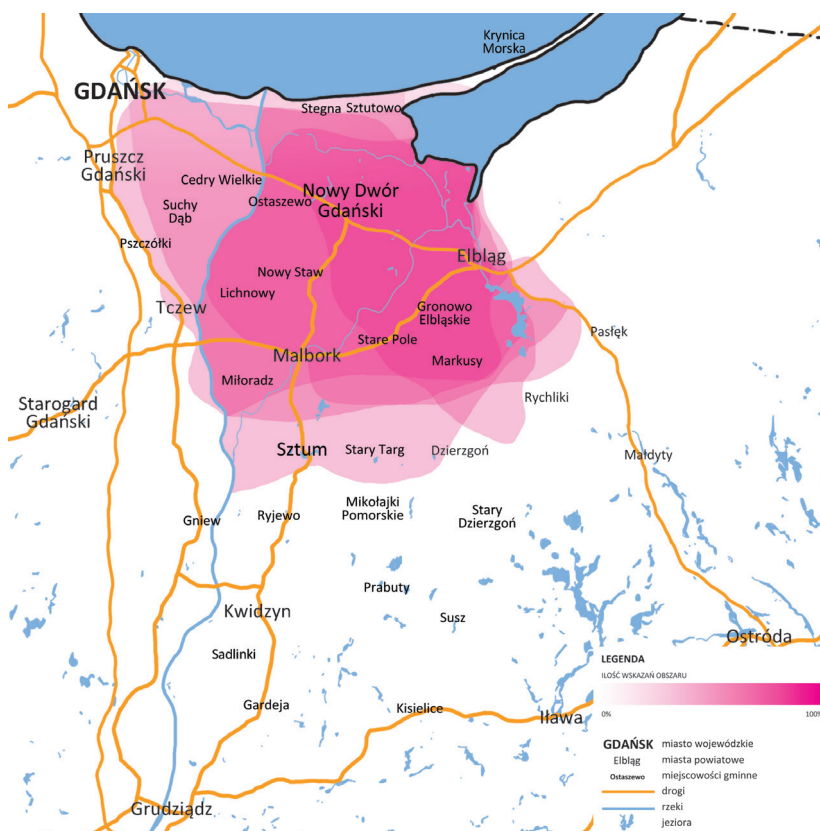 Krynica
Morska
GDAŃSK
Stegna Sztutowo
Pruszcz
Gdański
Cedry Wielkie
Nowy Dwór
Gdański
Suchy
Dąb
Ostaszewo
Pszczółki
Elbląg
Nowy Staw
Lichnowy
Tczew
Gronowo
Elbląskie
Pasłęk
Stare Pole
Malbork
Markusy
Miłoradz
Rychliki
Starogard
Gdański
Sztum
Stary Targ
Dzierzgoń
Małdyty
Mikołajki
Pomorskie
Stary
Dzierzgoń
Gniew
Ryjewo
Prabuty
Kwidzyn
Susz
Ostróda
Sadlinki
Gardeja
Kisielice
Iława
Grudziądz
LEGENDA
ILOŚĆ WSKAZAŃ OBSZARU
0%
100%
GDAŃSK miasto wojewódzkie
Elbląg miasta powiatowe
Ostaszewo miejscowości gminne
drogi
rzeki
jeziora